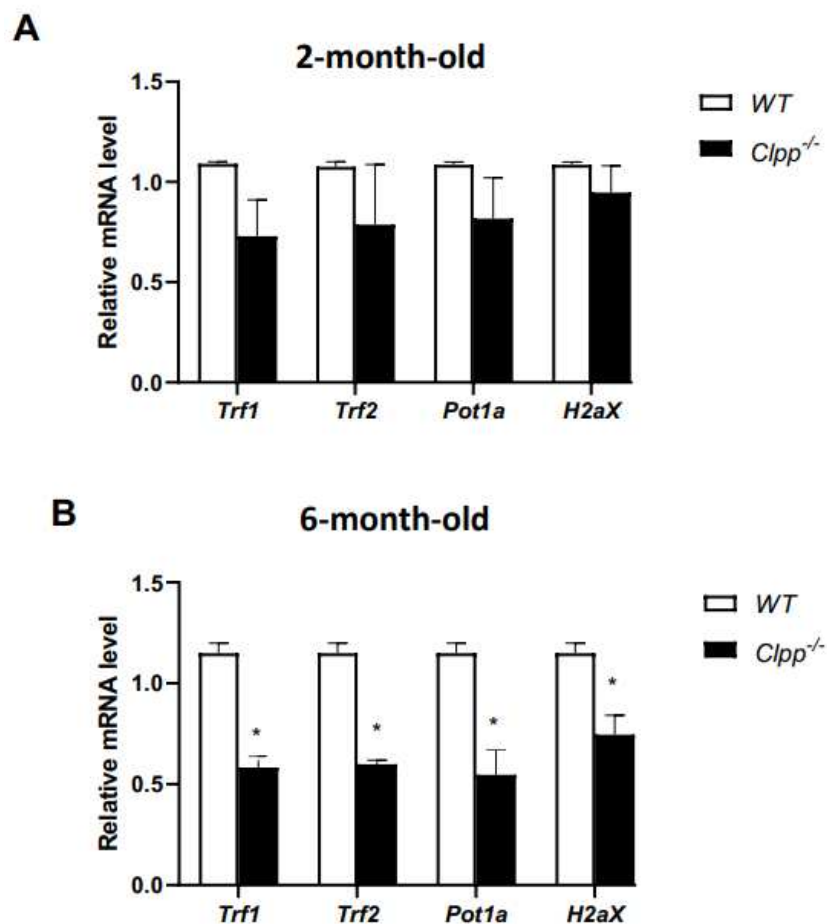 A
2-month-old
Relative mRNA level
1.5
1.0
0.5
0.0
Trf1 Trf2 Pot1a H2aX
WT
Clpp-/-
B
6-month-old
Relative mRNA level
1.5
1.0
0.5
0.0
* * * *
Trf1 Trf2 Pot1a H2aX
WT
Clpp-/-